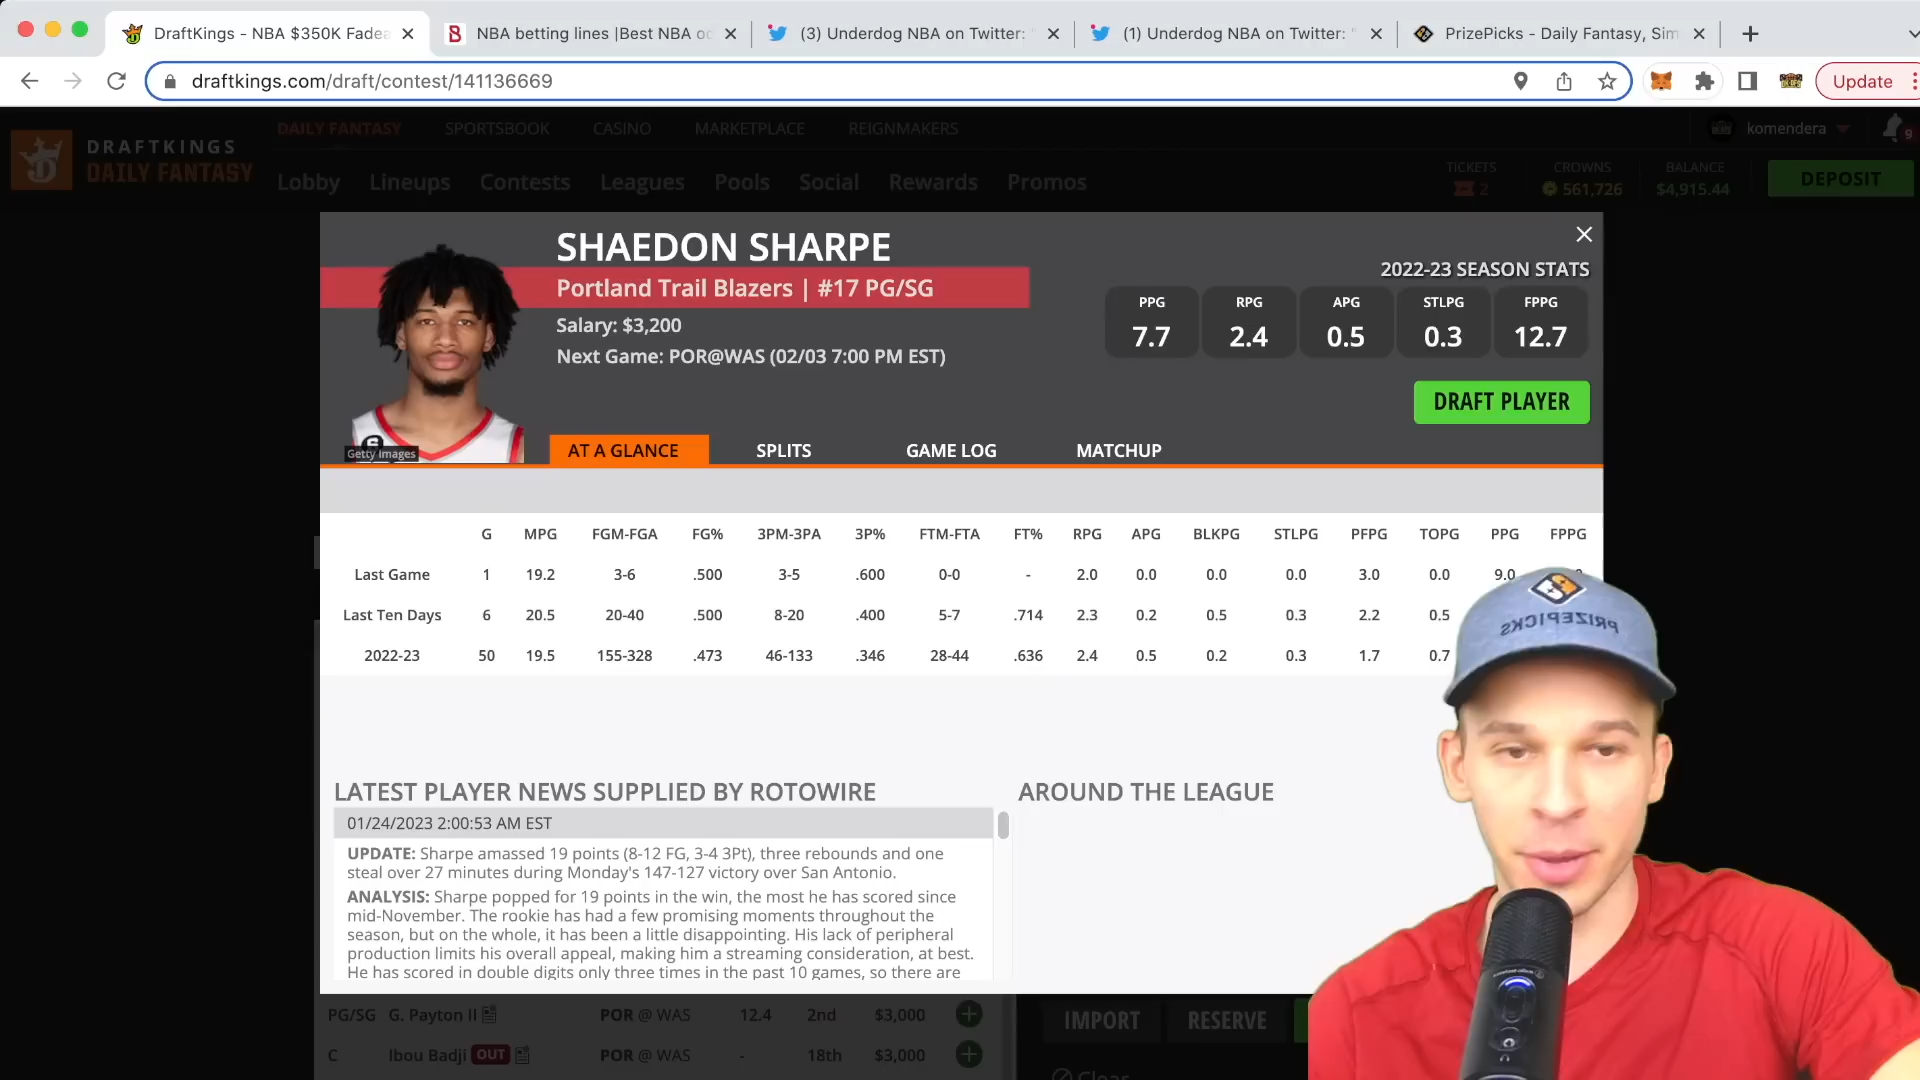 DraftKings - NBA $350K Fadea
NBA betting lines |Best NBA od
(3) Underdog NBA on Twitter: "
(1) Underdog NBA on Twitter: "
PrizePicks - Daily Fantasy, Sim
draftkings.com/draft/contest/141136669
Update
DRAFTKINGS
DAILY FANTASY
DAILY FANTASY SPORTSBOOK CASINO MARKETPLACE REIGNMAKERS
komendera
9
Lobby Lineups Contests Leagues Pools Social Rewards Promos
TICKETS CROWNS BALANCE
2 561,726 $4,915.44
DEPOSIT
SHAEDON SHARPE
Portland Trail Blazers | #17 PG/SG
Salary: $3,200
Next Game: POR@WAS (02/03 7:00 PM EST)
2022-23 SEASON STATS
PPG RPG APG STLPG FPPG
7.7 2.4 0.5 0.3 12.7
DRAFT PLAYER
Getty Images
AT A GLANCE SPLITS GAME LOG MATCHUP
G MPG FGM-FGA FG% 3PM-3PA 3P% FTM-FTA FT% RPG APG BLKPG STLPG PFPG TOPG PPG FPPG
Last Game 1 19.2 3-6 .500 3-5 .600 0-0 - 2.0 0.0 0.0 0.0 3.0 0.0 9.0
Last Ten Days 6 20.5 20-40 .500 8-20 .400 5-7 .714 2.3 0.2 0.5 0.3 2.2 0.5
2022-23 50 19.5 155-328 .473 46-133 .346 28-44 .636 2.4 0.5 0.2 0.3 1.7 0.7
PRIZEPICKS
LATEST PLAYER NEWS SUPPLIED BY ROTOWIRE
AROUND THE LEAGUE
01/24/2023 2:00:53 AM EST
UPDATE: Sharpe amassed 19 points (8-12 FG, 3-4 3Pt), three rebounds and one
steal over 27 minutes during Monday's 147-127 victory over San Antonio.
ANALYSIS: Sharpe popped for 19 points in the win, the most he has scored since
mid-November. The rookie has had a few promising moments throughout the
season, but on the whole, it has been a little disappointing. His lack of peripheral
production limits his overall appeal, making him a streaming consideration, at best.
He has scored in double digits only three times in the past 10 games, so there are
PG/SG G. Payton II POR @ WAS 12.4 2nd $3,000
C Ibou Badji OUT POR @ WAS - 18th $3,000
IMPORT RESERVE
Clear